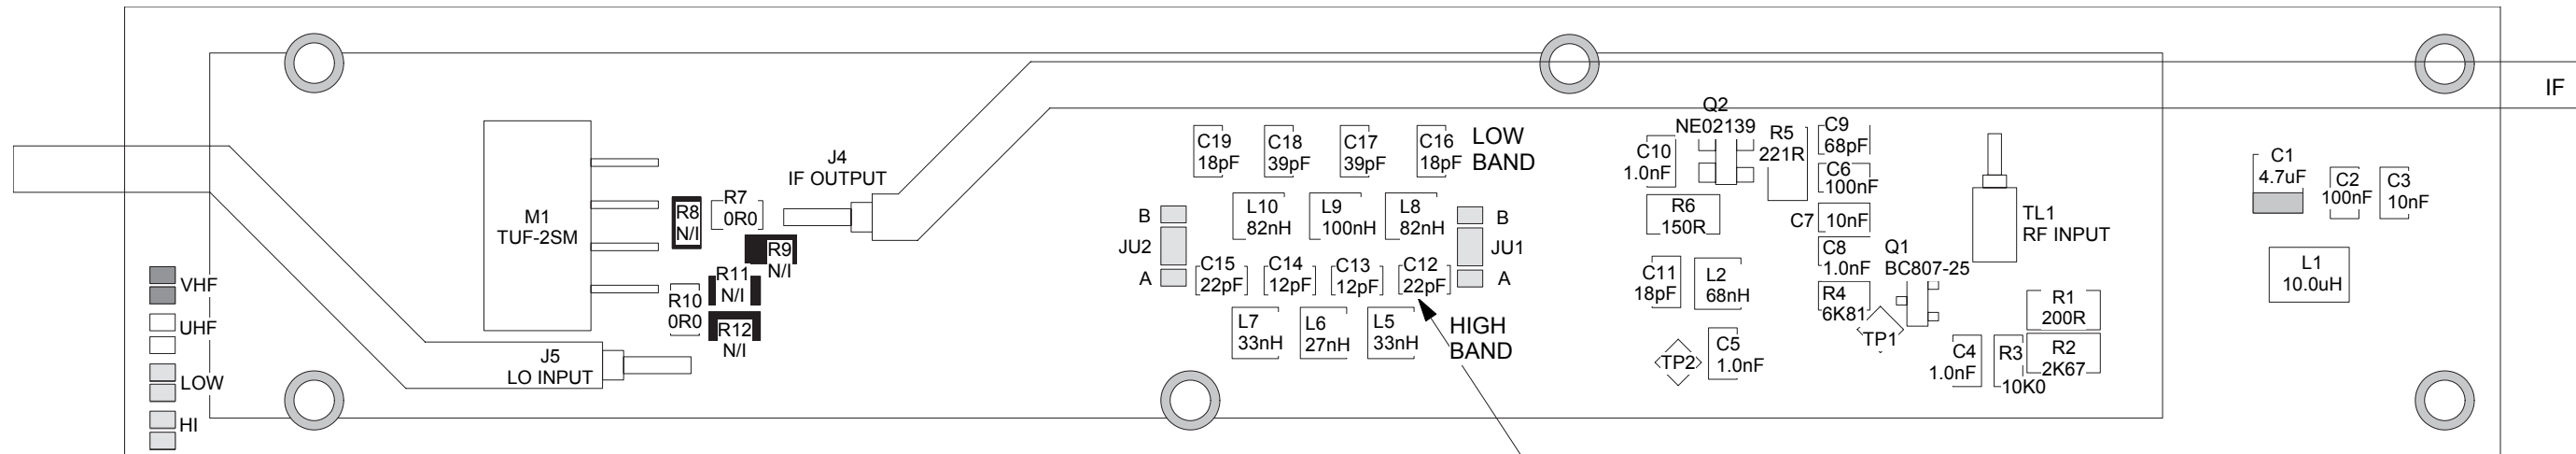 IF
VHF
UHF
LOW
HI
M1
TUF-2SM
R8
N/I
R7
0R0
R9
N/I
R11
N/I
R10
0R0
R12
N/I
J4
IF OUTPUT
J5
LO INPUT
C19
18pF
C18
39pF
C17
39pF
C16
18pF
LOW
BAND
B
JU2
A
L10
82nH
L9
100nH
L8
82nH
B
JU1
A
C15
22pF
C14
12pF
C13
12pF
C12
22pF
L7
33nH
L6
27nH
L5
33nH
HIGH
BAND
Q2
NE02139
C10
1.0nF
R5
221R
C9
68pF
C6
100nF
R6
150R
C7 10nF
C8
1.0nF
Q1
BC807-25
C11
18pF
L2
68nH
R4
6K81
TP1
TP2
C5
1.0nF
C4
1.0nF
R3
10K0
R1
200R
R2
2K67
TL1
RF INPUT
C1
4.7uF
C2
100nF
C3
10nF
L1
10.0uH